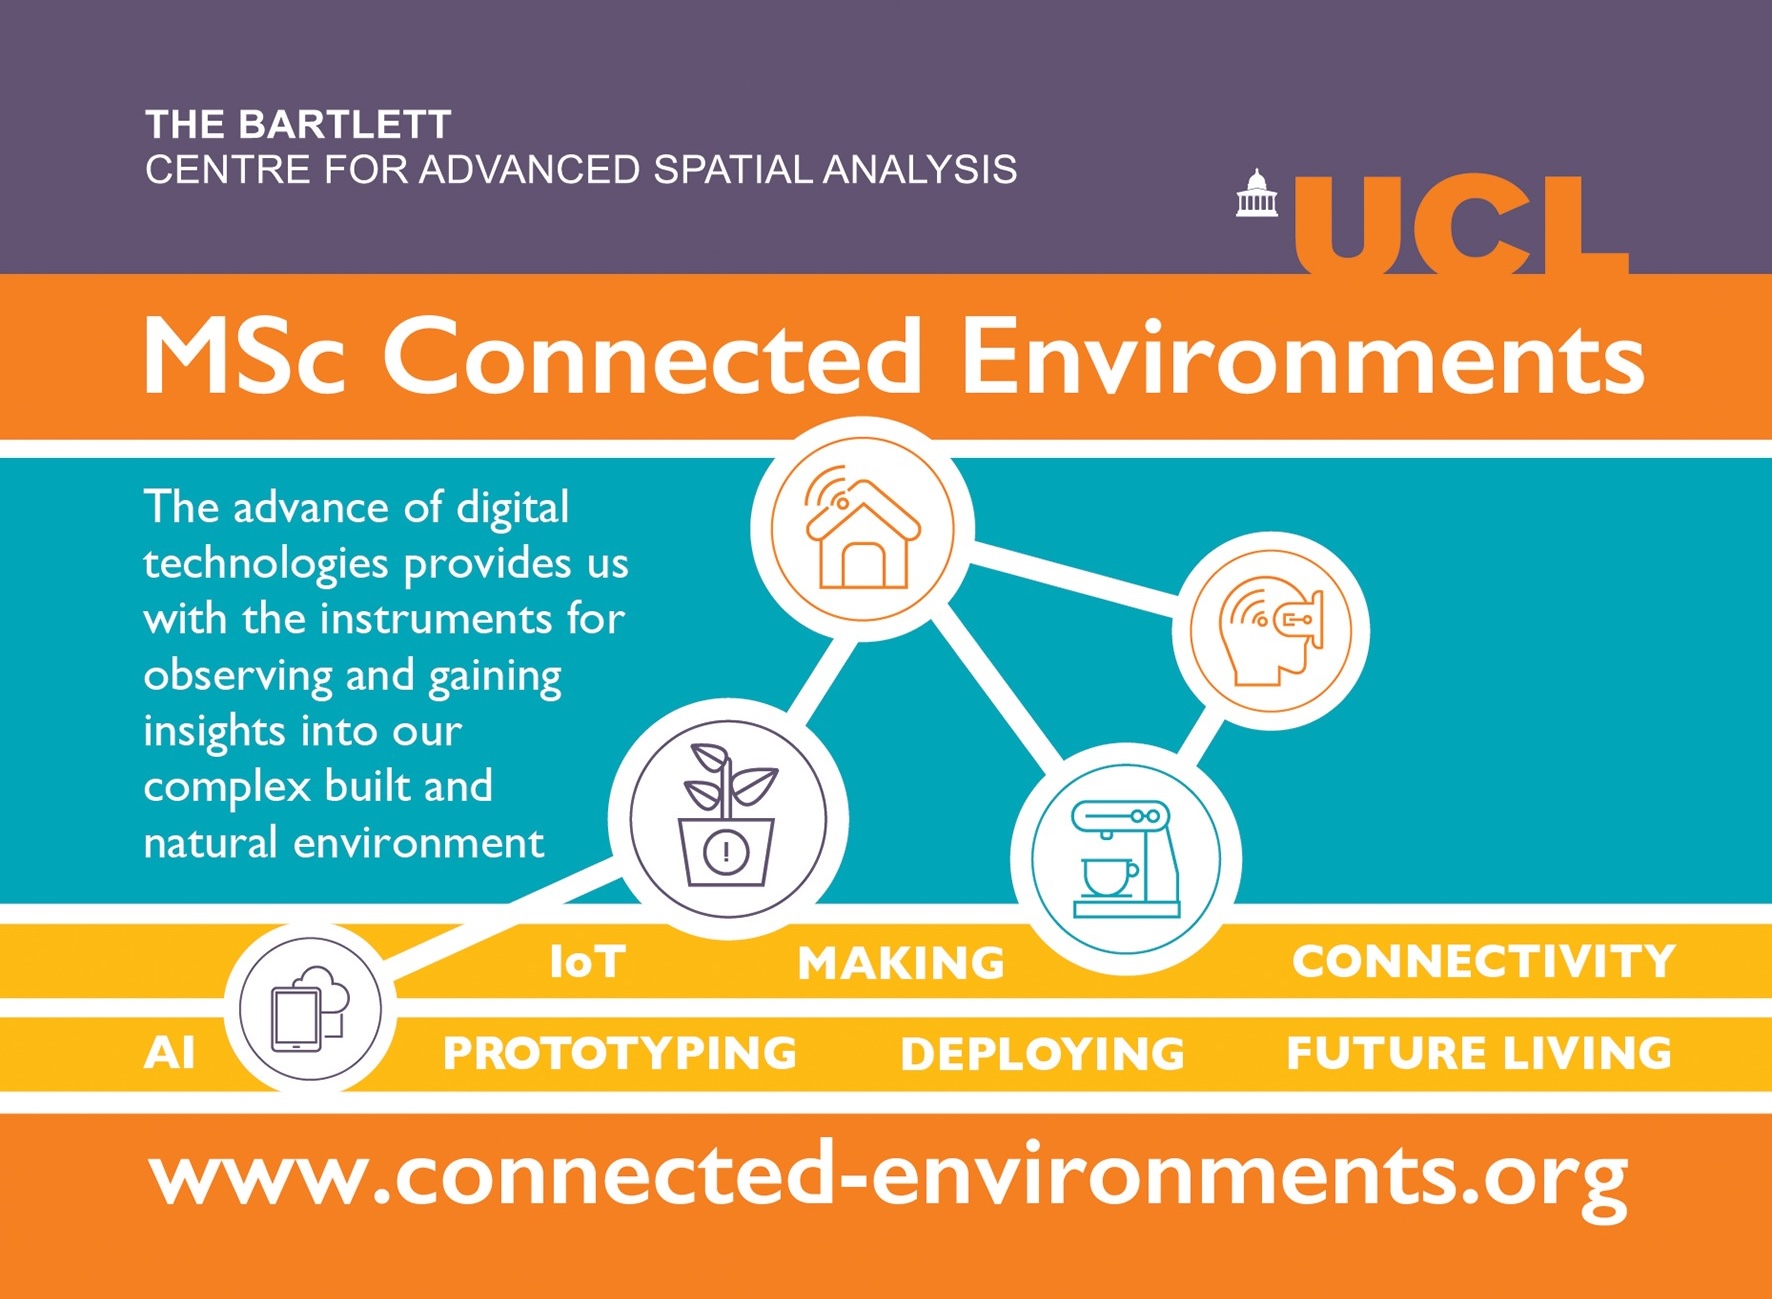 THE BARTLETT
CENTRE FOR ADVANCED SPATIAL ANALYSIS
UCL
MSc Connected Environments
The advance of digital
technologies provides us
with the instruments for
observing and gaining
insights into our
complex built and
natural environment
!
IoT MAKING CONNECTIVITY
AI PROTOTYPING DEPLOYING FUTURE LIVING
www.connected-environments.org